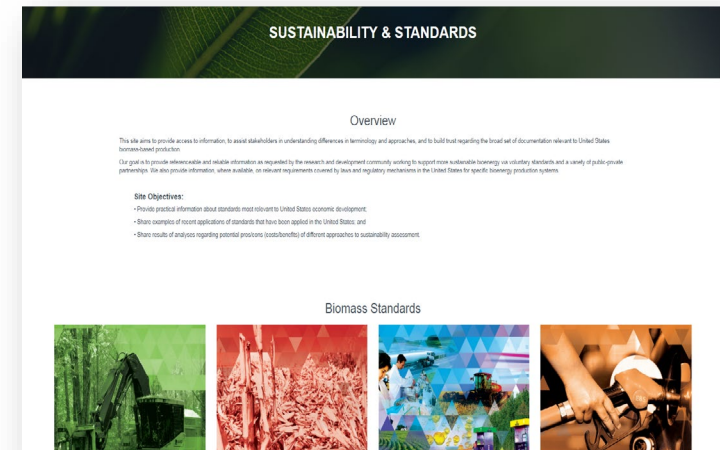 SUSTAINABILITY & STANDARDS
Overview
This site aims to provide access to information, to assist stakeholders in understanding differences in terminology and approaches, and to build trust regarding the broad set of documentation relevant to United States
biomass-based production.
Our goal is to provide referenceable and reliable information as requested by the research and development community working to support more sustainable bioenergy via voluntary standards and a variety of public-private
partnerships. We also provide information, where available, on relevant requirements covered by laws and regulatory mechanisms in the United States for specific bioenergy production systems.
Site Objectives:
• Provide practical information about standards most relevant to United States economic development;
• Share examples of recent applications of standards that have been applied in the United States; and
• Share results of analyses regarding potential pros/cons (costs/benefits) of different approaches to sustainability assessment.
Biomass Standards